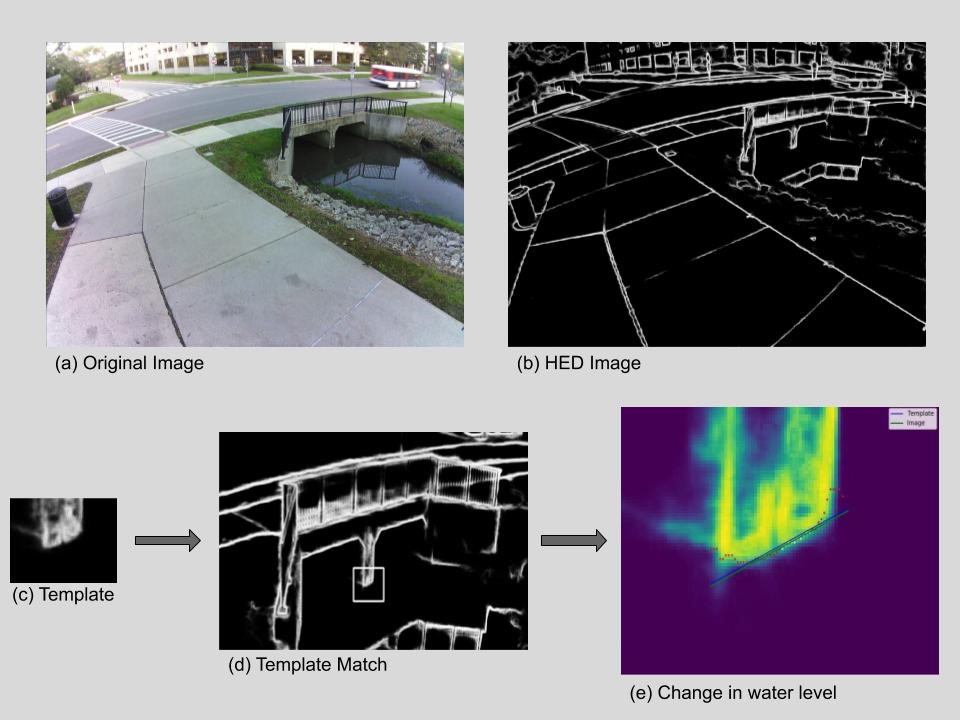 (a) Original Image
(b) HED Image
Template
Image
(c) Template
(d) Template Match
(e) Change in water level